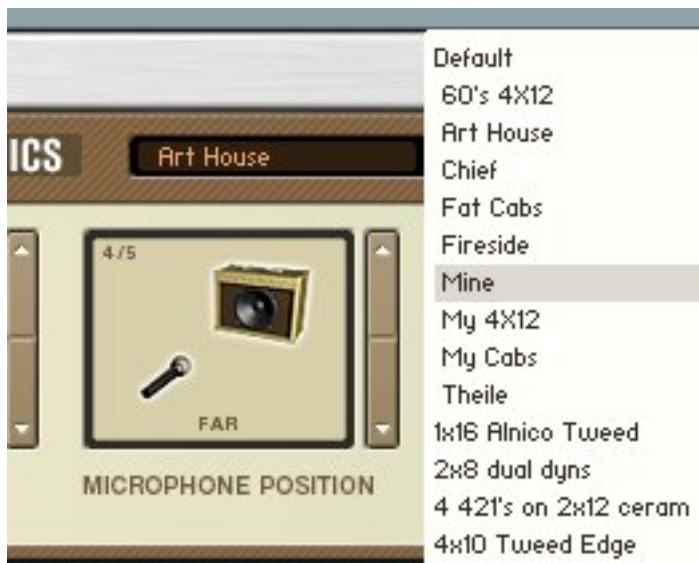 ICS
Art House
4/5
FAR
MICROPHONE POSITION
Default
60's 4X12
Art House
Chief
Fat Cabs
Fireside
Mine
My 4X12
My Cabs
Theile
1x16 Alnico Tweed
2x8 dual dyns
4 421's on 2x12 ceram
4x10 Tweed Edge